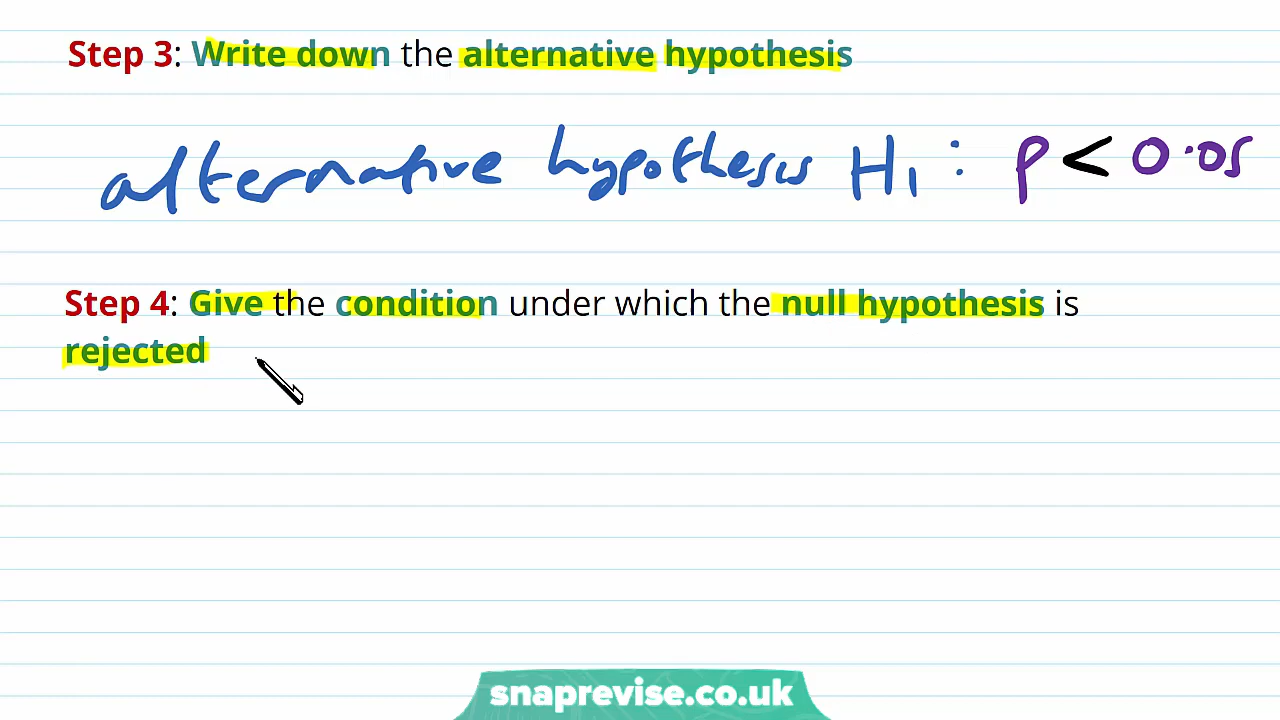 Step 3: Write down the alternative hypothesis
alternative hypothesis H₁ : p < 0.05
Step 4: Give the condition under which the null hypothesis is
rejected
snaprevise.co.uk